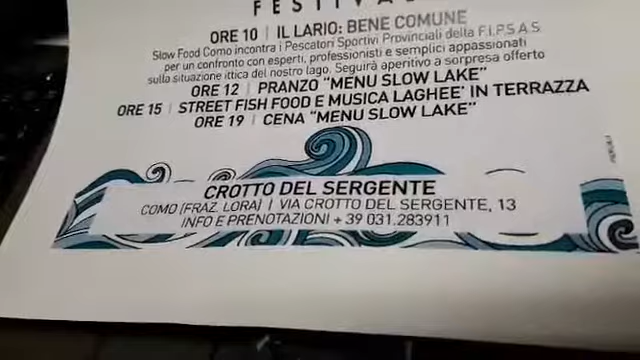 FESTIVAL
ORE 10 | IL LARIO: BENE COMUNE
Slow Food Como incontra i Pescatori Sportivi Provinciali della F.I.P.S.A.S.
per un confronto con esperti, professionisti e semplici appassionati
sulla situazione ittica del nostro lago. Seguirà aperitivo a sorpresa offerto
ORE 12 | PRANZO “MENU SLOW LAKE”
ORE 15 | STREET FISH FOOD E MUSICA LAGHEE' IN TERRAZZA
ORE 19 | CENA “MENU SLOW LAKE”
CROTTO DEL SERGENTE
COMO (FRAZ. LORA) | VIA CROTTO DEL SERGENTE, 13
INFO E PRENOTAZIONI +39 031.283911